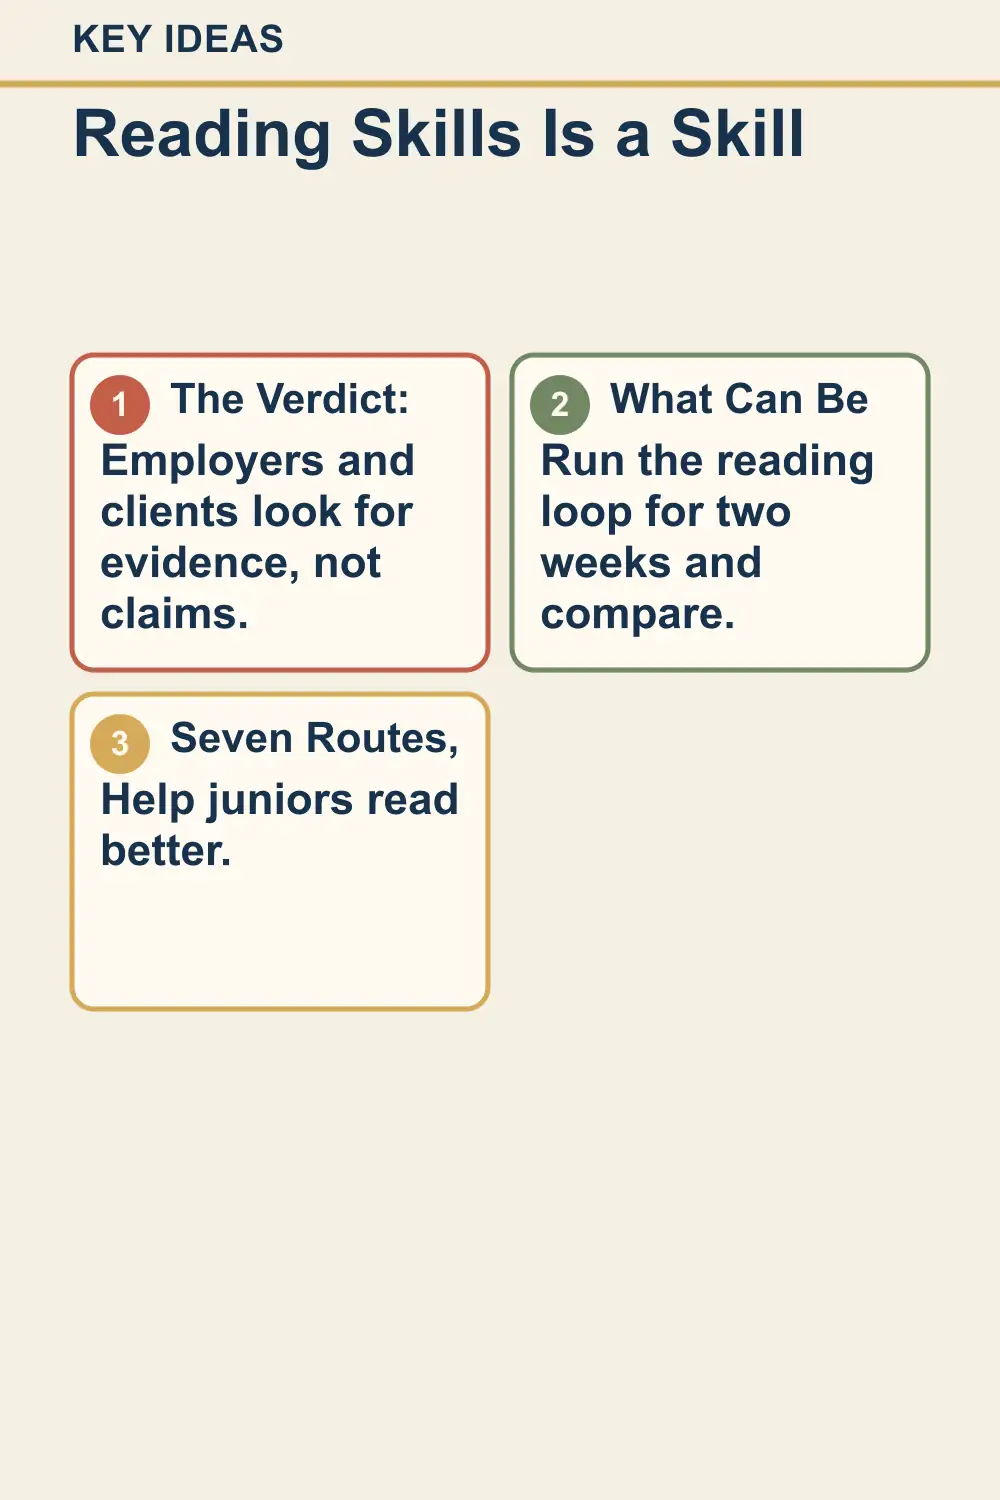 KEY IDEAS
Reading Skills Is a Skill
1 The Verdict:
Employers and
clients look for
evidence, not
claims.
2 What Can Be
Run the reading
loop for two
weeks and
compare.
3 Seven Routes,
Help juniors read
better.